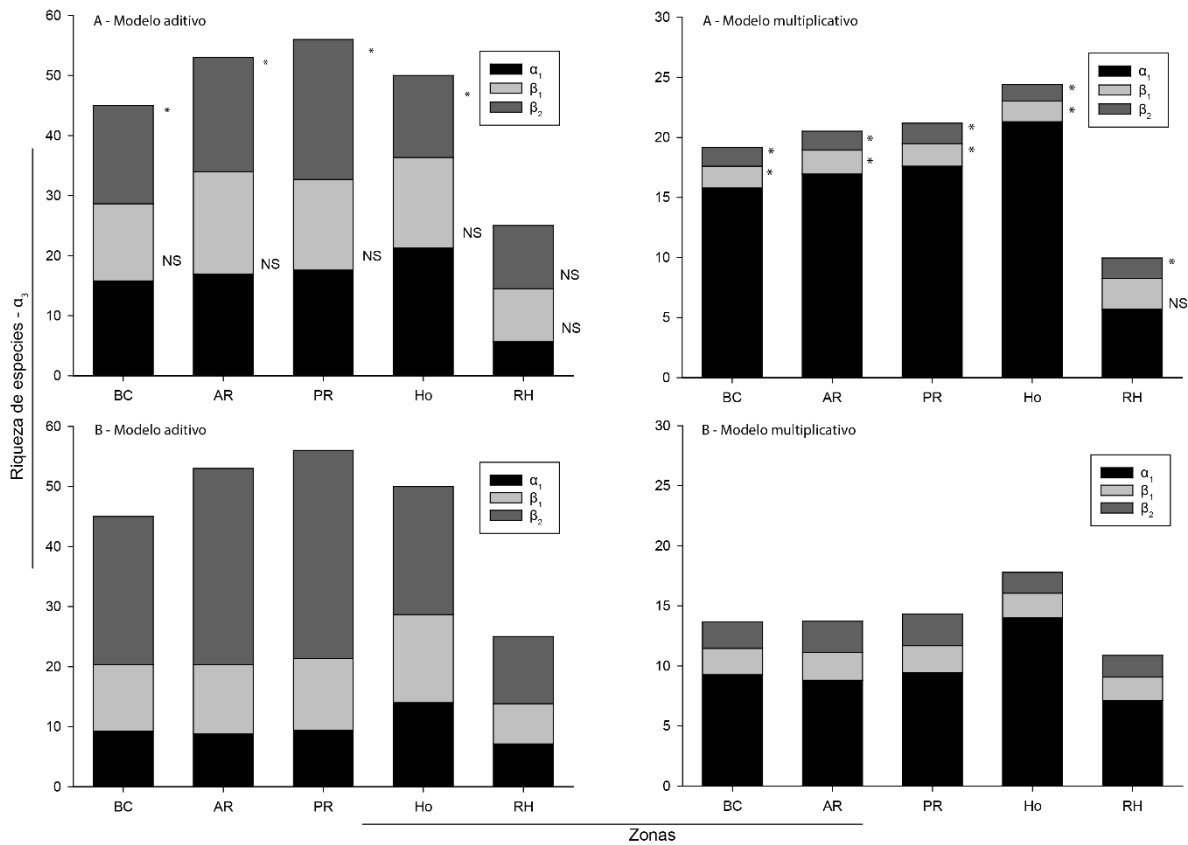 A - Modelo aditivo
60
50
40
30
20
10
0
α1
β1
β2
*
*
*
*
NS
NS
NS
NS
NS
NS
BC
AR
PR
Ho
RH
A - Modelo multiplicativo
30
25
20
15
10
5
0
α1
β1
β2
*
*
*
*
*
*
*
*
*
NS
BC
AR
PR
Ho
RH
Riqueza de especies - α3
B - Modelo aditivo
60
50
40
30
20
10
0
α1
β1
β2
BC
AR
PR
Ho
RH
B - Modelo multiplicativo
30
25
20
15
10
5
0
α1
β1
β2
BC
AR
PR
Ho
RH
Zonas